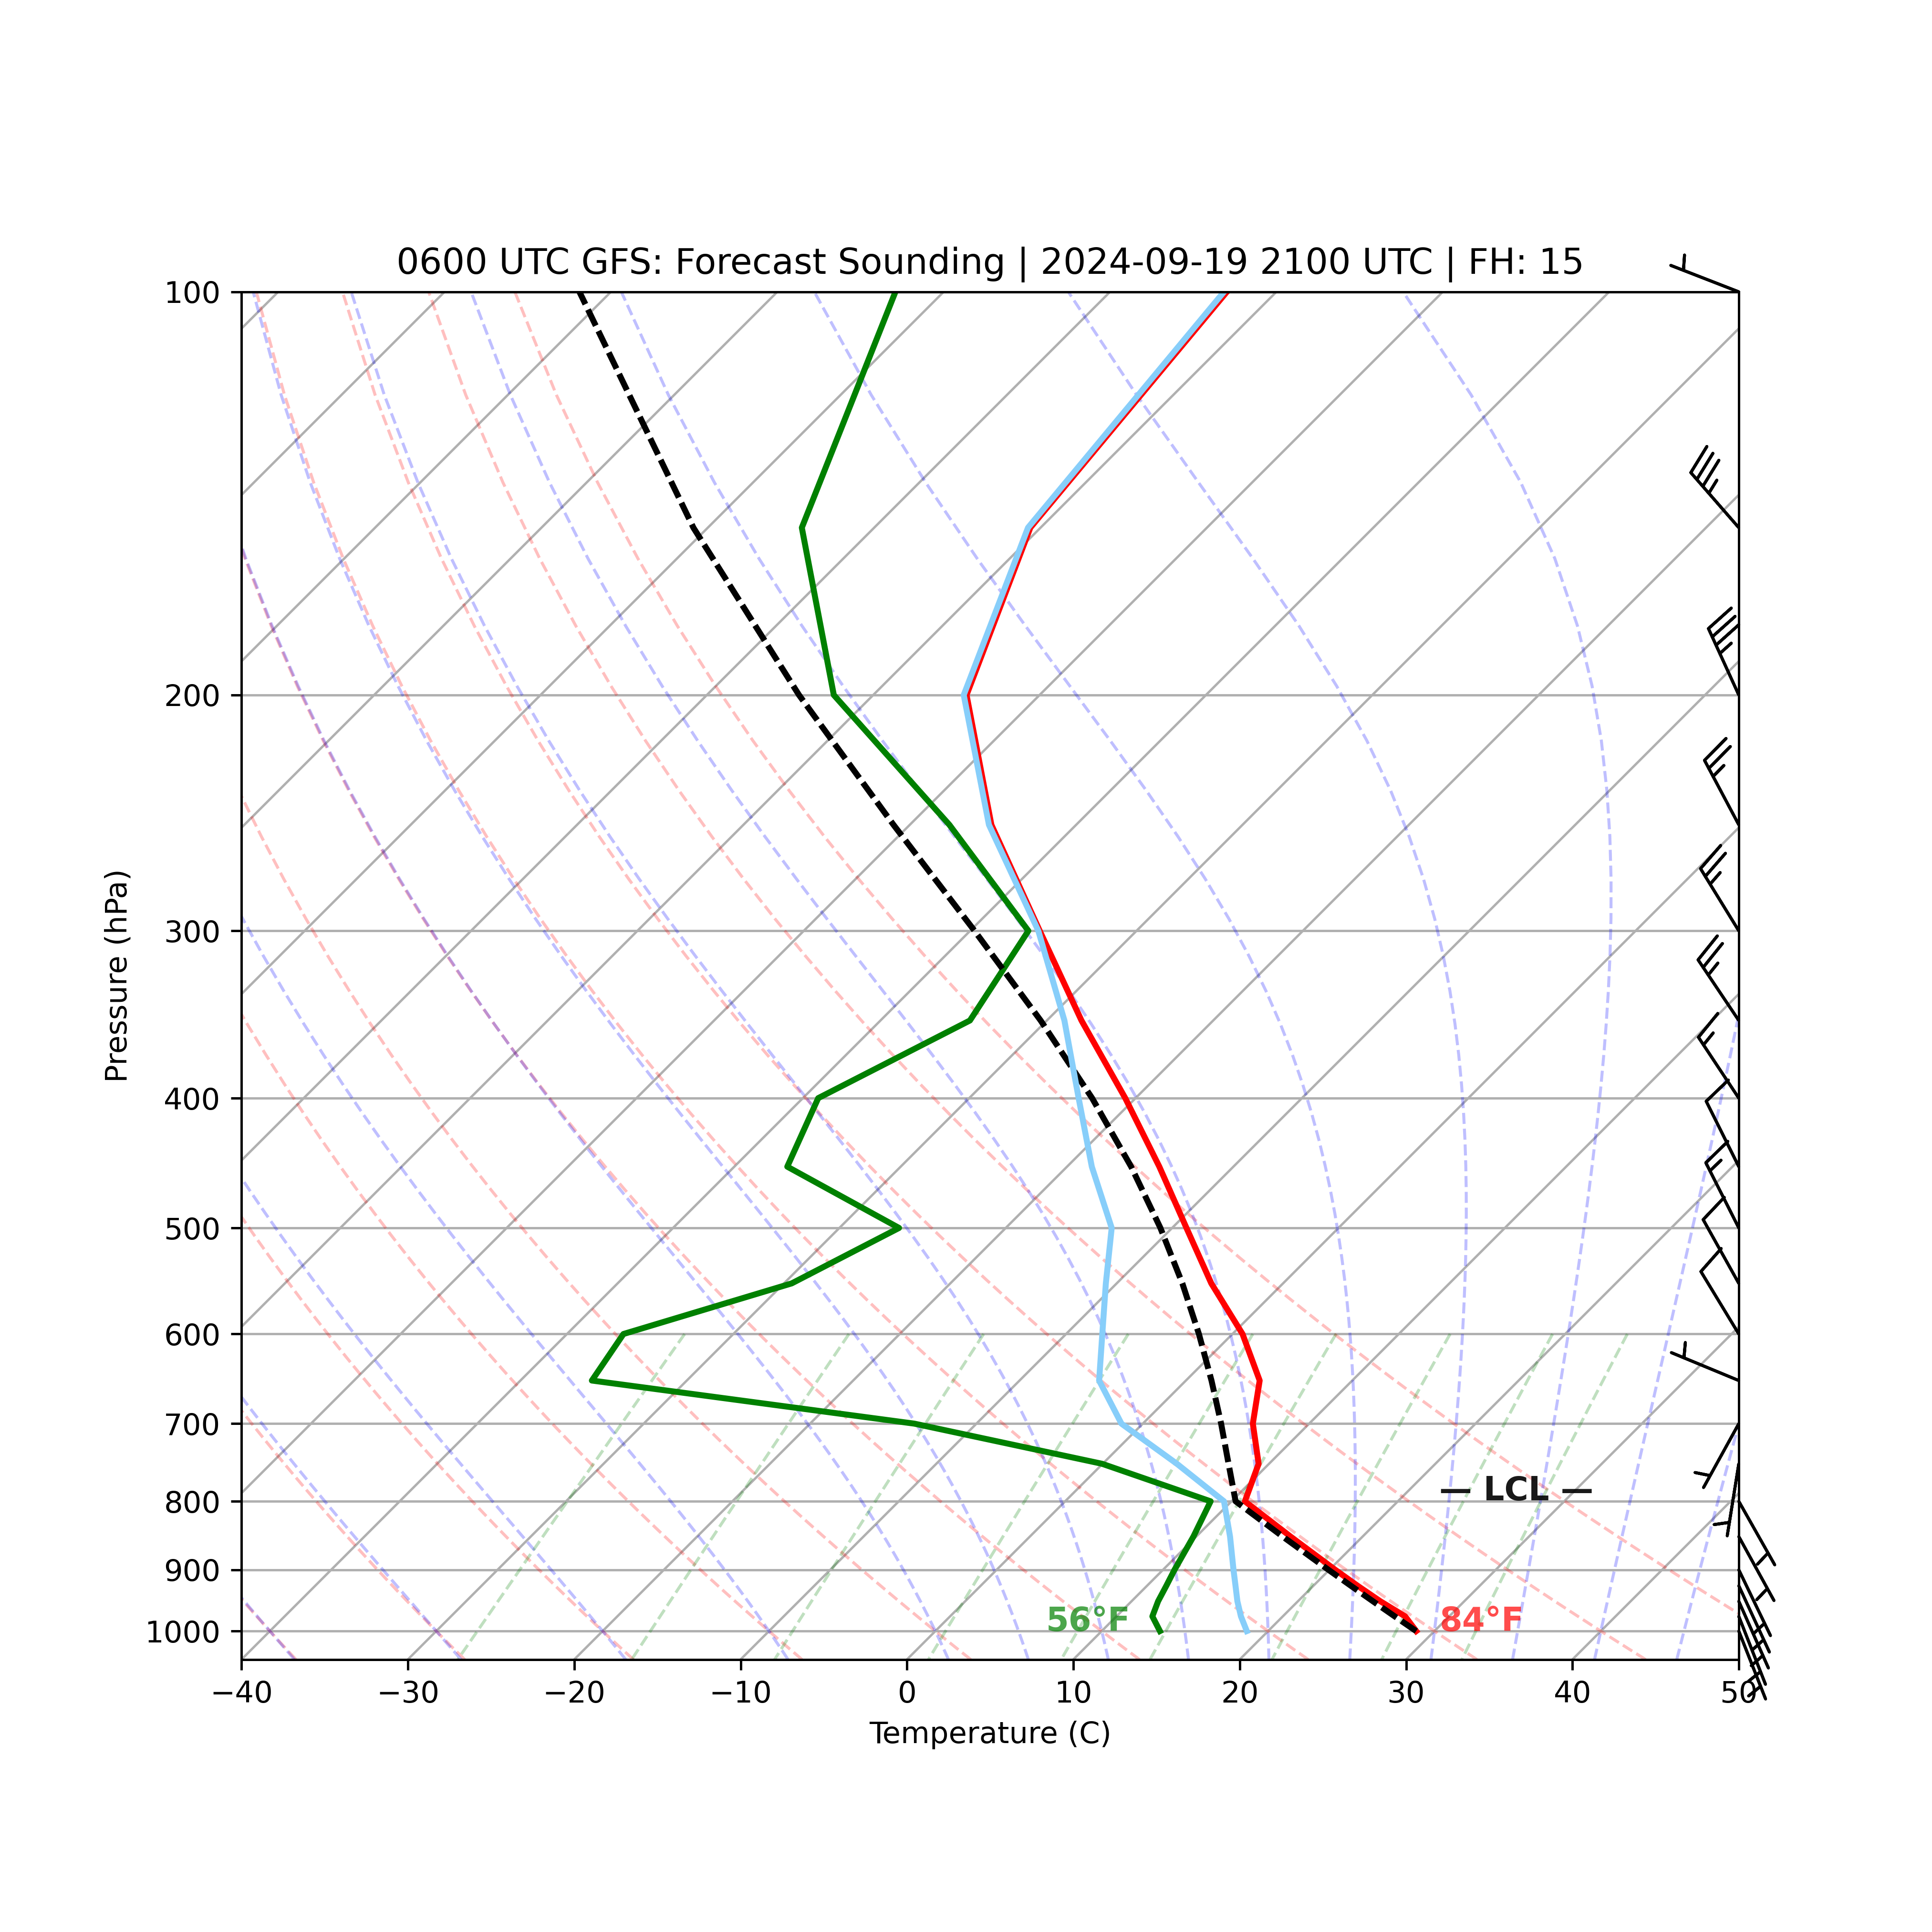 0600 UTC GFS: Forecast Sounding | 2024-09-19 2100 UTC | FH: 15
100
200
300
400
500
600
700
800
900
1000
Pressure (hPa)
— LCL —
56°F
84°F
−40 −30 −20 −10 0 10 20 30 40 50
Temperature (C)